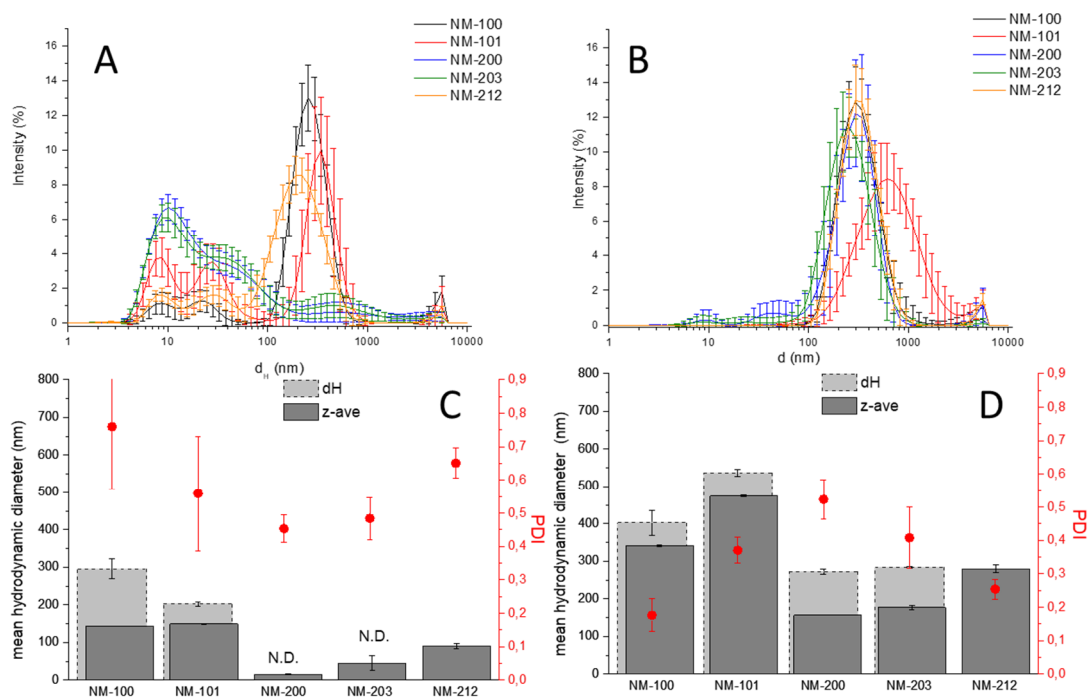 A
NM-100
NM-101
NM-200
NM-203
NM-212
Intensity (%)
16
14
12
10
8
6
4
2
0
1
10
100
1000
10000
d_H (nm)
B
NM-100
NM-101
NM-200
NM-203
NM-212
Intensity (%)
16
14
12
10
8
6
4
2
0
1
10
100
1000
10000
d (nm)
C
dH
z-ave
mean hydrodynamic diameter (nm)
800
700
600
500
400
300
200
100
0
N.D.
N.D.
0,9
0,9
0,8
0,7
0,6
0,5
0,4
0,3
0,2
0,1
0,0
PDI
NM-100
NM-101
NM-200
NM-203
NM-212
D
dH
z-ave
mean hydrodynamic diameter (nm)
800
700
600
500
400
300
200
100
000
0,9
0,8
0,7
0,6
0,5
0,4
0,3
0,2
0,1
0,0
PDI
NM-100
NM-101
NM-200
NM-203
NM-212